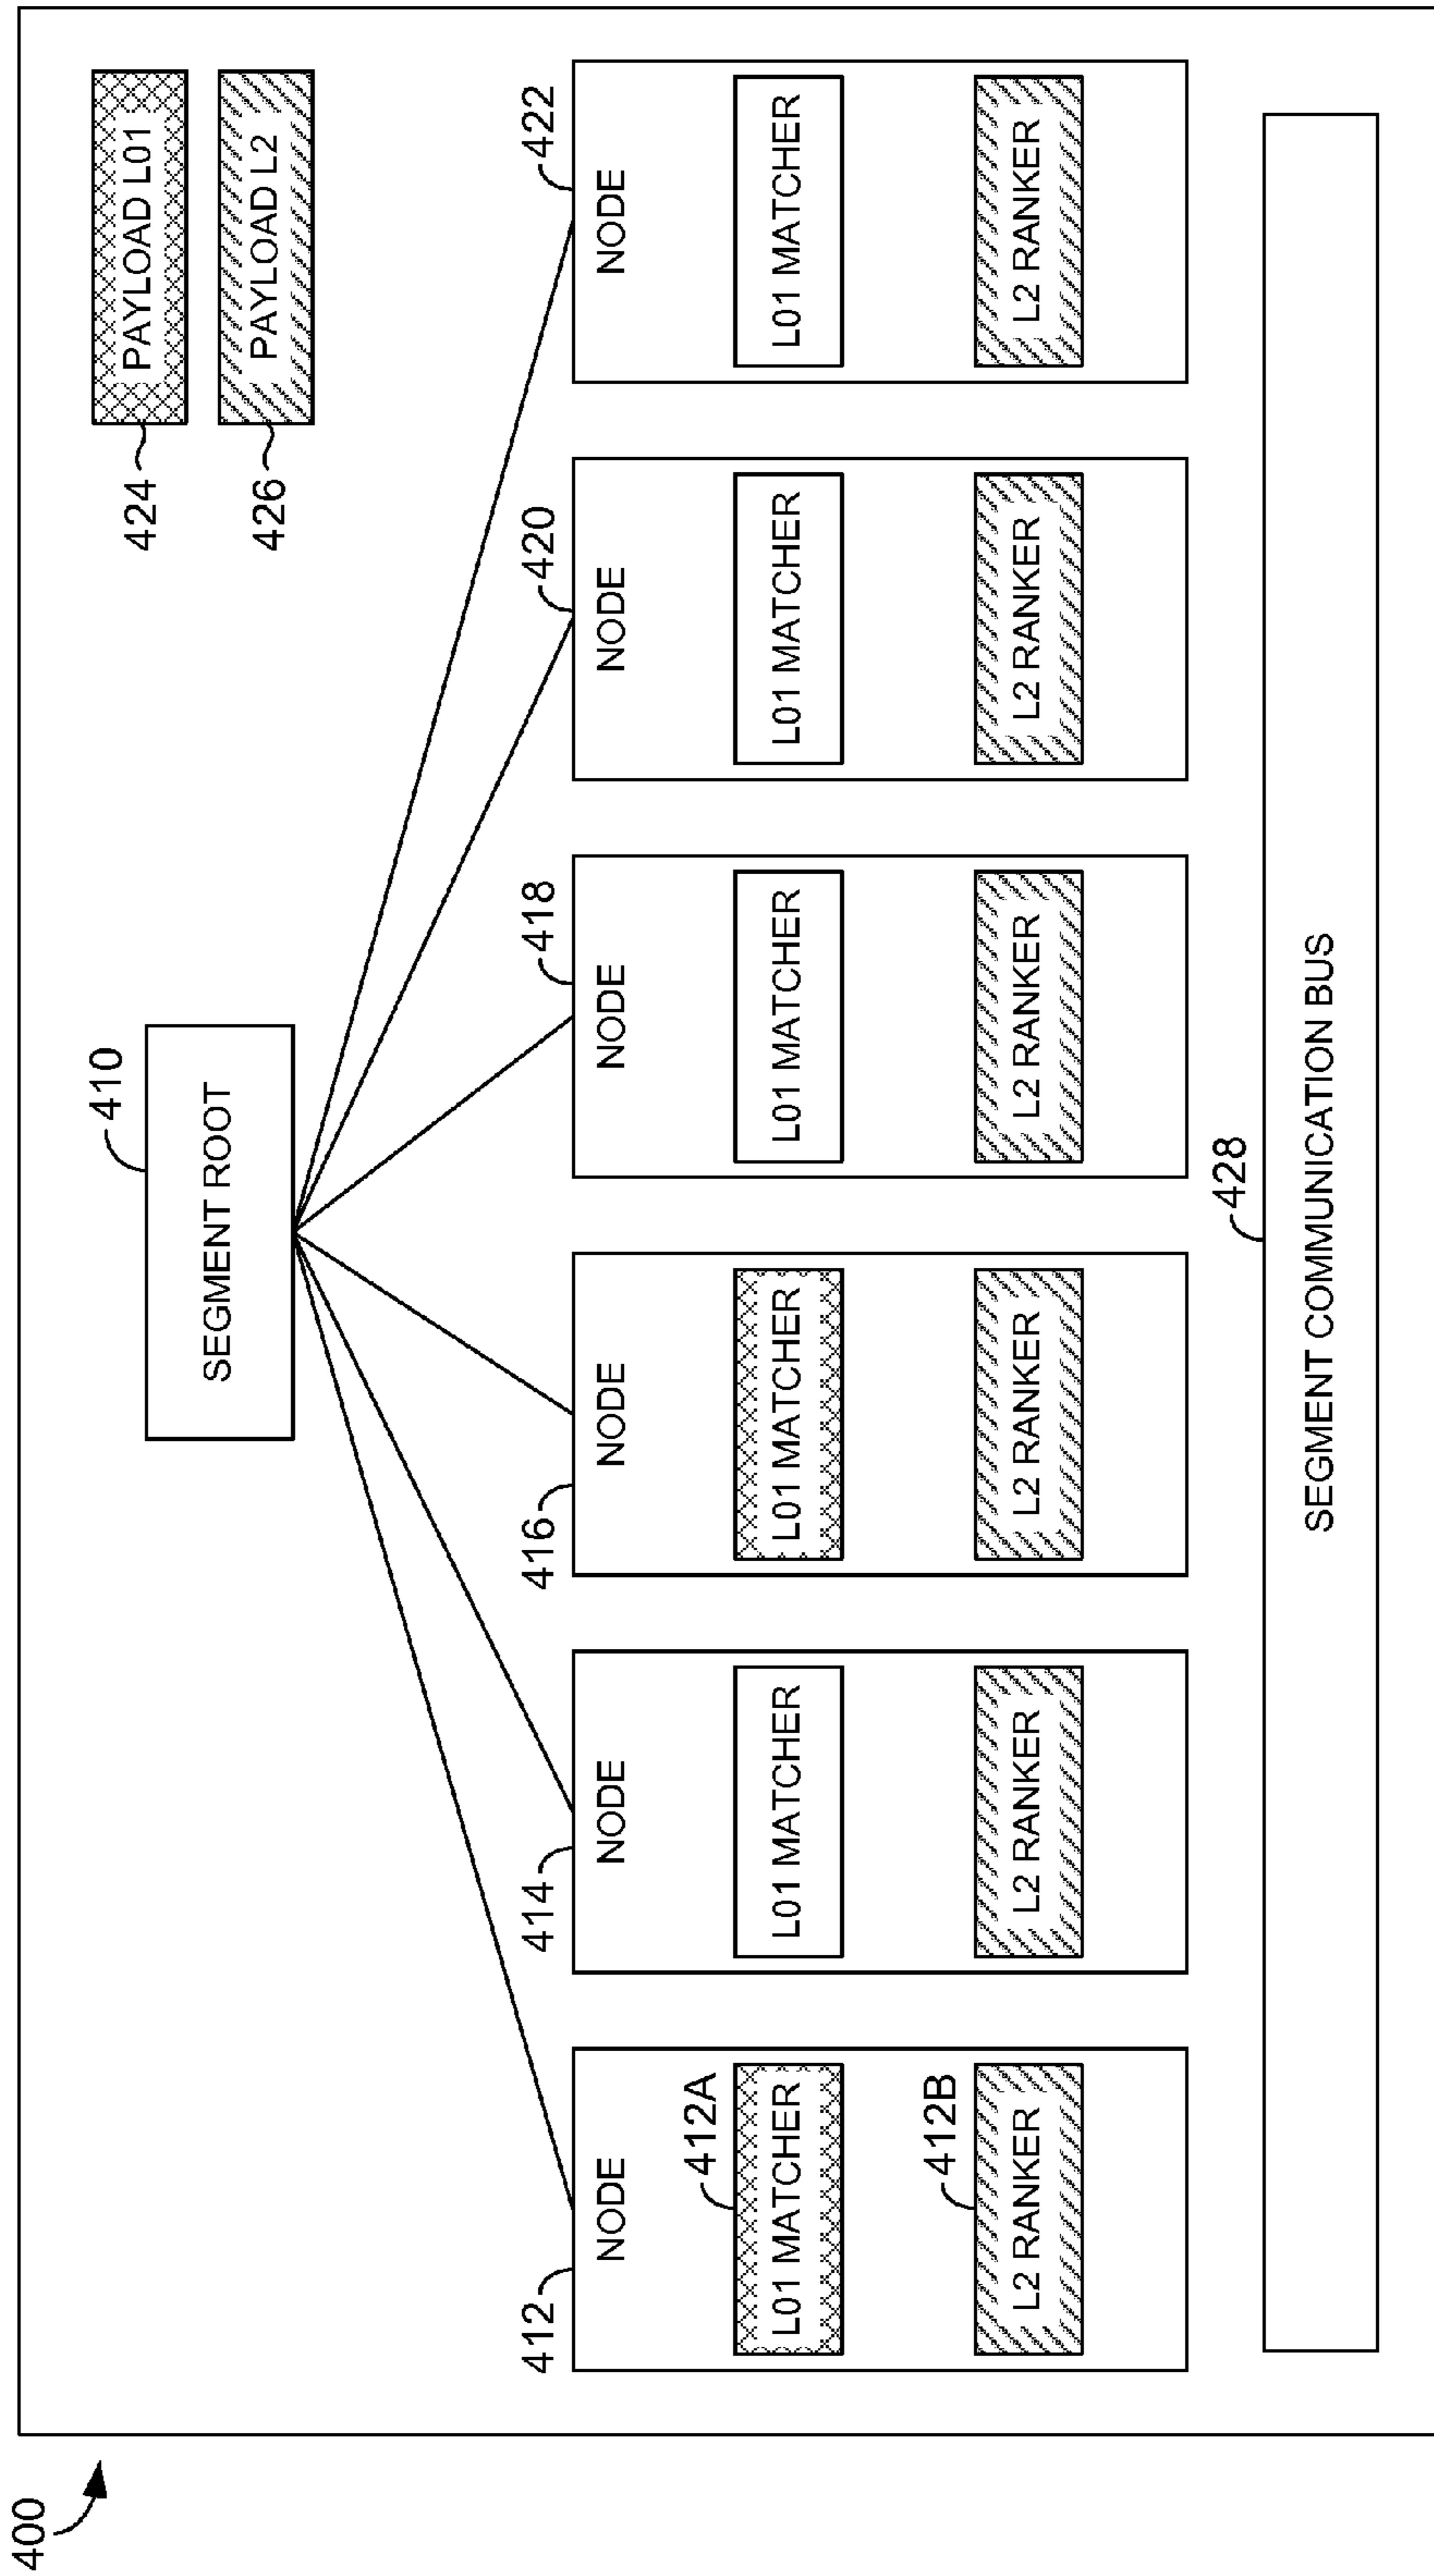 400
410
SEGMENT ROOT
424
PAYLOAD L01
426
PAYLOAD L2
412
NODE
412A
L01 MATCHER
412B
L2 RANKER
414
NODE
L01 MATCHER
L2 RANKER
416
NODE
L01 MATCHER
L2 RANKER
418
NODE
L01 MATCHER
L2 RANKER
420
NODE
L01 MATCHER
L2 RANKER
422
NODE
L01 MATCHER
L2 RANKER
428
SEGMENT COMMUNICATION BUS